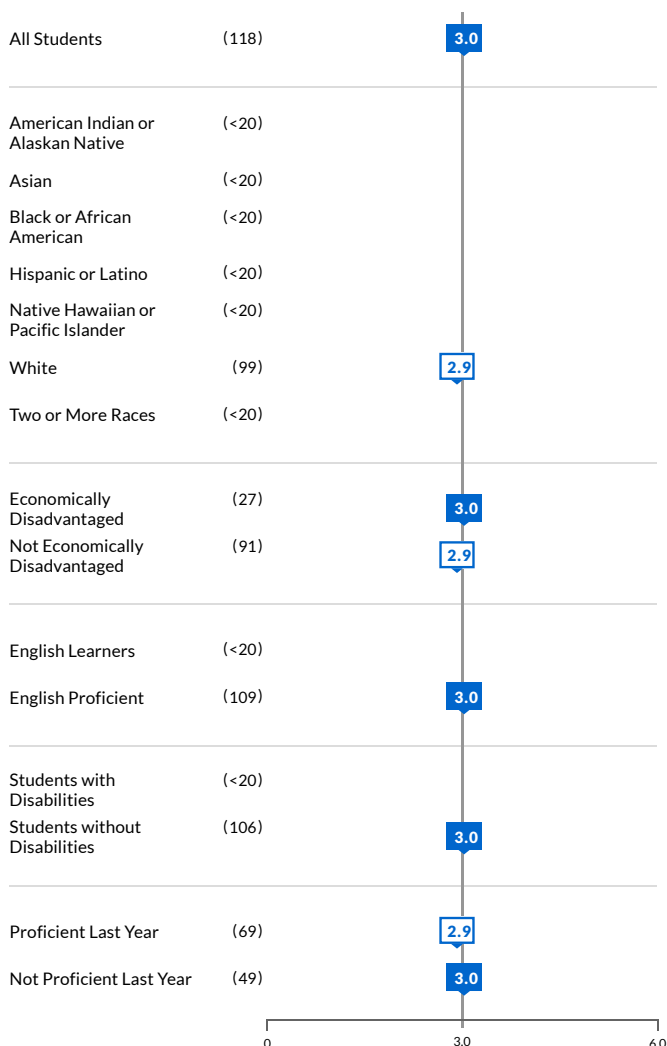 All Students (118) 3.0
American Indian or (<20)
Alaskan Native
Asian (<20)
Black or African (<20)
American
Hispanic or Latino (<20)
Native Hawaiian or (<20)
Pacific Islander
White (99) 2.9
Two or More Races (<20)
Economically (27) 3.0
Disadvantaged
Not Economically (91) 2.9
Disadvantaged
English Learners (<20)
English Proficient (109) 3.0
Students with (<20)
Disabilities
Students without (106) 3.0
Disabilities
Proficient Last Year (69) 2.9
Not Proficient Last Year (49) 3.0
0 3.0 6.0